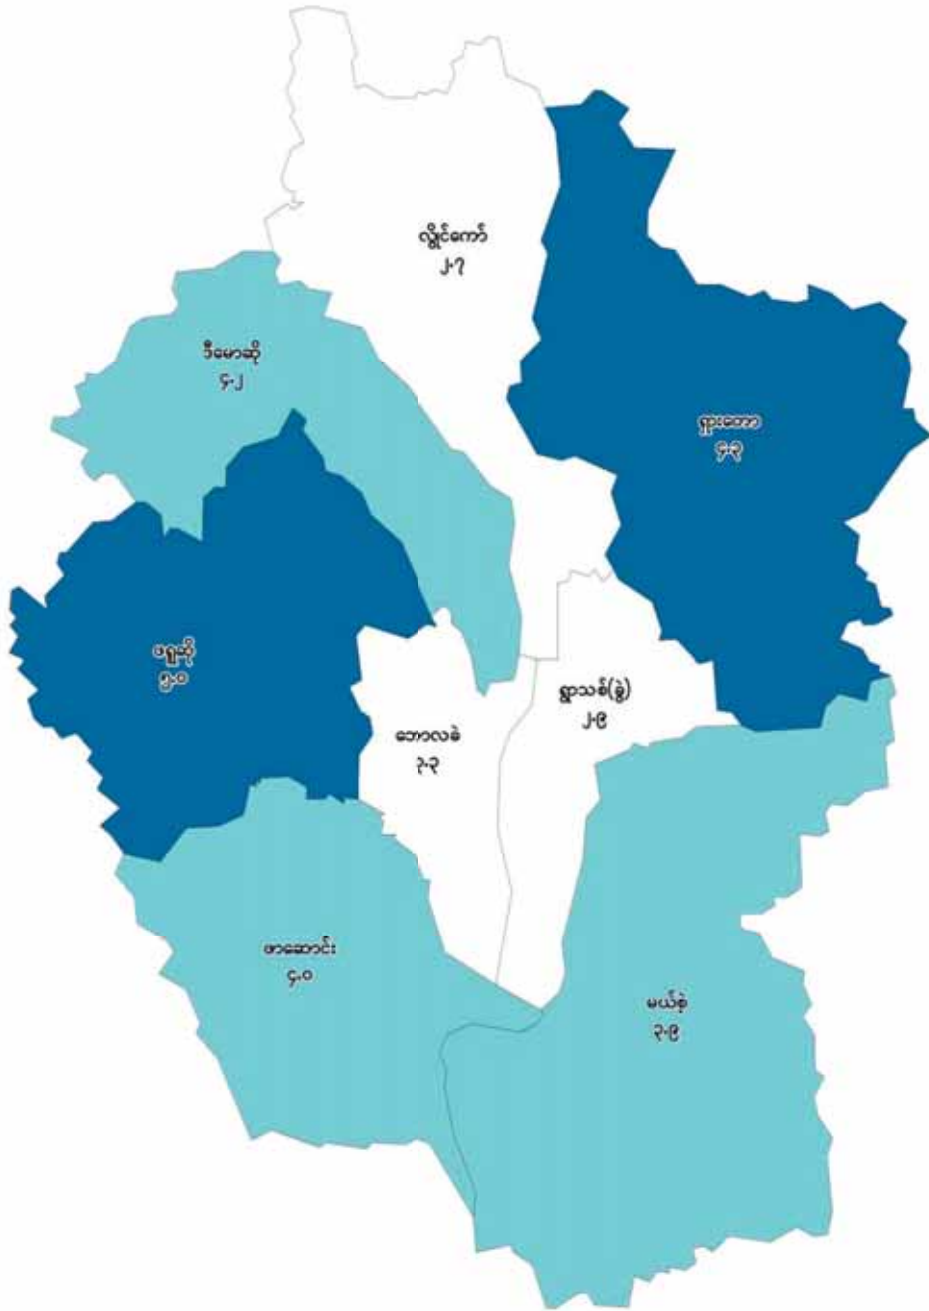 လွိုင်ကော်
၂.၇
ဒီမောဆို
၄.၂
ရှားတော
၄.၃
ဖရူဆို
၅.၀
ရွာသစ်(ခွဲ)
၂.၉
ဘောလခဲ
၃.၃
ဖာဆောင်း
၄.၀
မယ်စဲ့
၃.၉